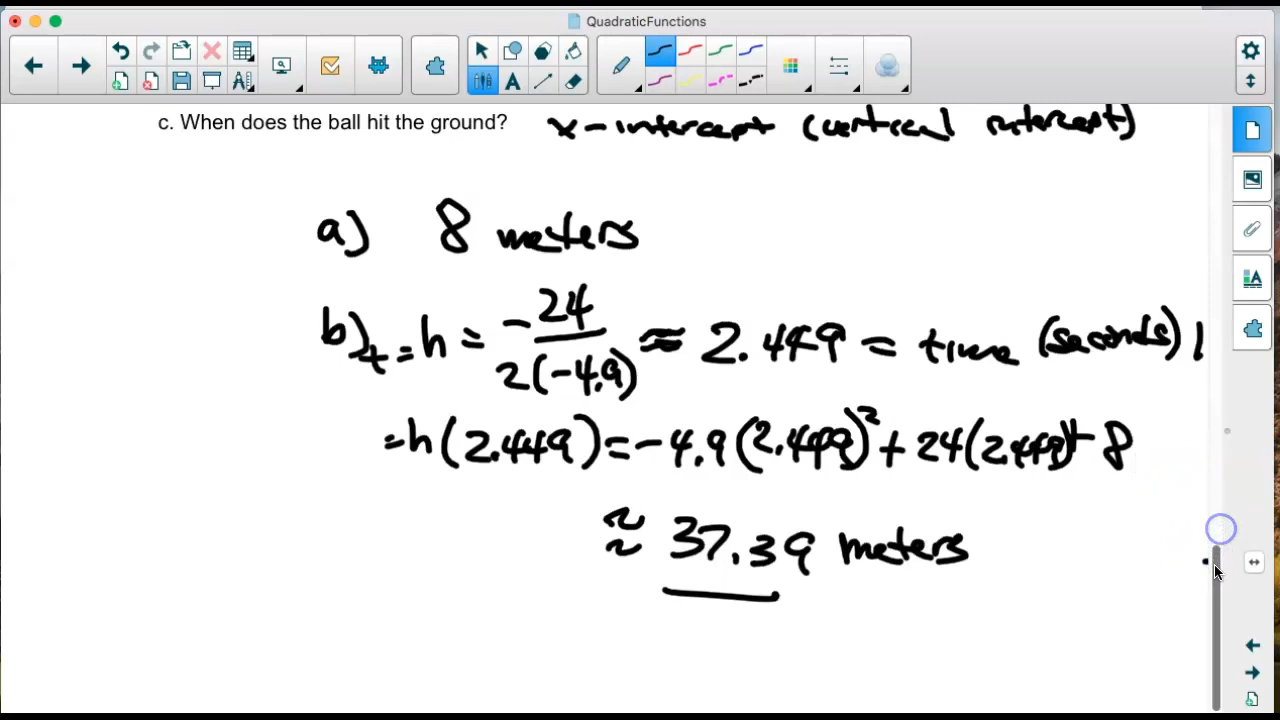 QuadraticFunctions
c. When does the ball hit the ground? x-intercept (vertical intercept)
a) 8 meters
b) t = h = -24 / 2(-4.9) ≈ 2.449 = time (seconds)
= h(2.449) = -4.9(2.449)² + 24(2.449) + 8
≈ 37.39 meters